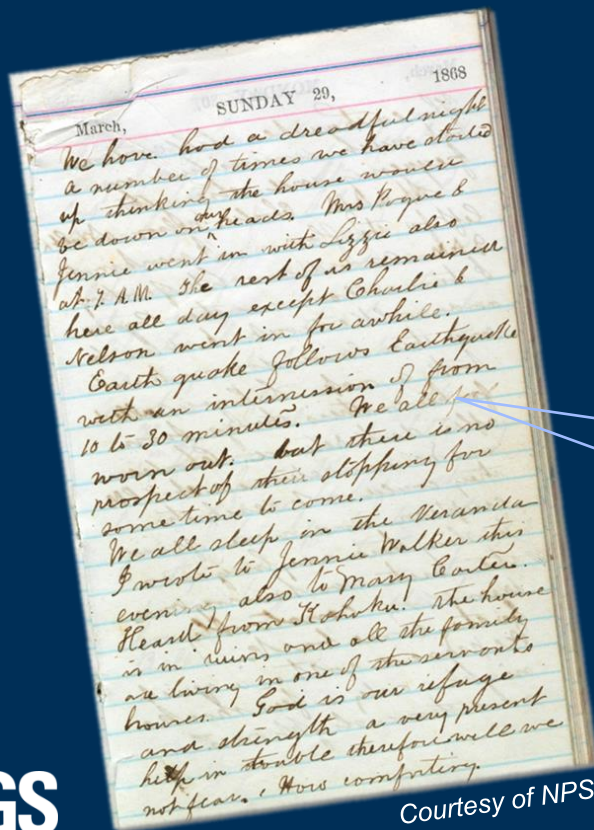 March, SUNDAY 29, 1868
We have had a dreadful night
a number of times we have started
up thinking the house would
be down on our heads. Mrs Pogue &
Jennie went in with Lizzie also
at 7 A.M. The rest of us remained
here all day except Charlie &
Nelson went in for awhile.
Earth quake follows Earthquake
with an intermission of from
10 to 30 minutes. We all
worn out. but there is no
prospect of their stopping for
some time to come.
We all sleep in the Veranda
I wrote to Jennie Walker this
evening also to Mary Carter.
Heard from Kahuku. The house
is in ruins and all the family
are living in one of the servants
houses. God is our refuge
and strength a very present
help in trouble therefore will we
not fear. How comforting.
GS
Courtesy of NPS